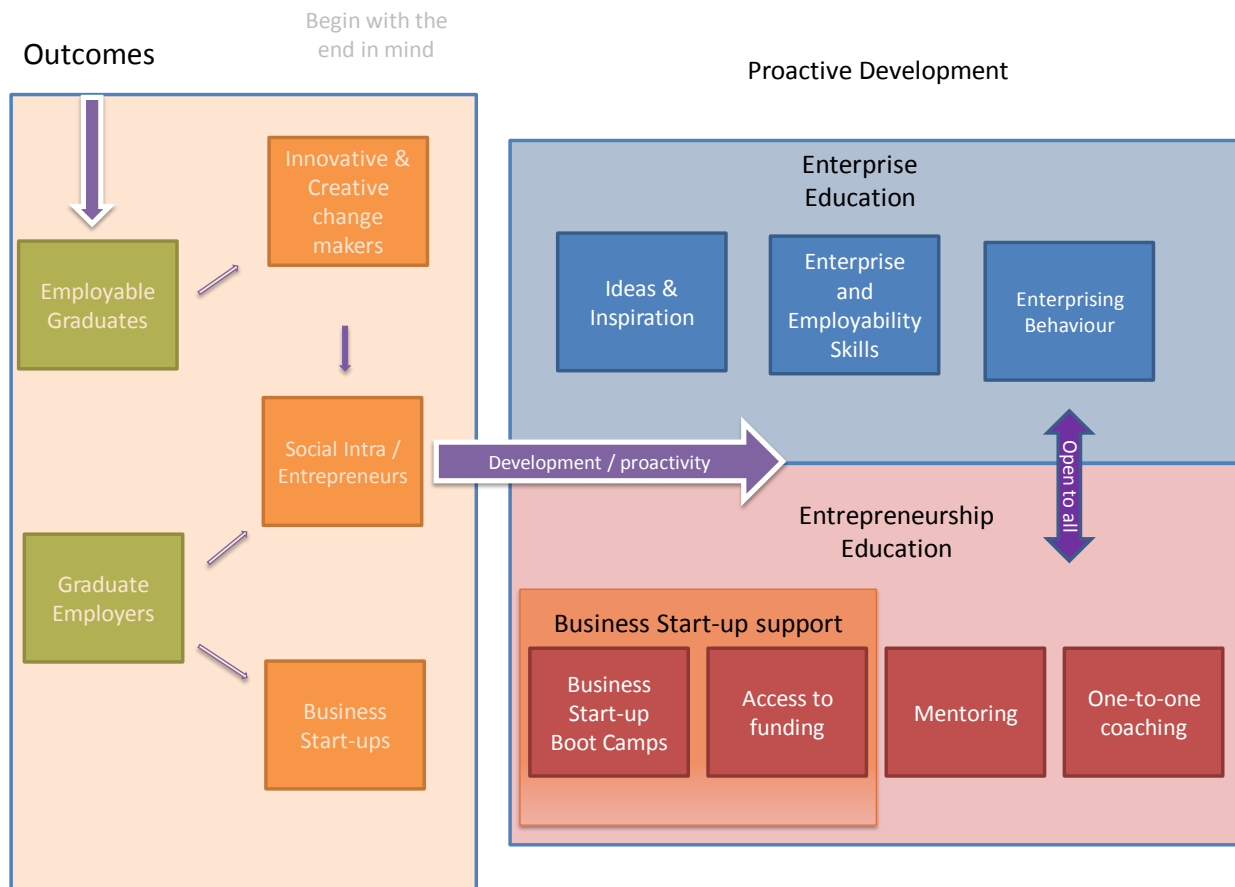 Begin with the
end in mind
Outcomes
Proactive Development
Innovative &
Creative
change
makers
Employable
Graduates
Social Intra /
Entrepreneurs
Graduate
Employers
Business
Start-ups
Development / proactivity
Enterprise
Education
Ideas &
Inspiration
Enterprise
and
Employability
Skills
Enterprising
Behaviour
Open to all
Entrepreneurship
Education
Business Start-up support
Business
Start-up
Boot Camps
Access to
funding
Mentoring
One-to-one
coaching